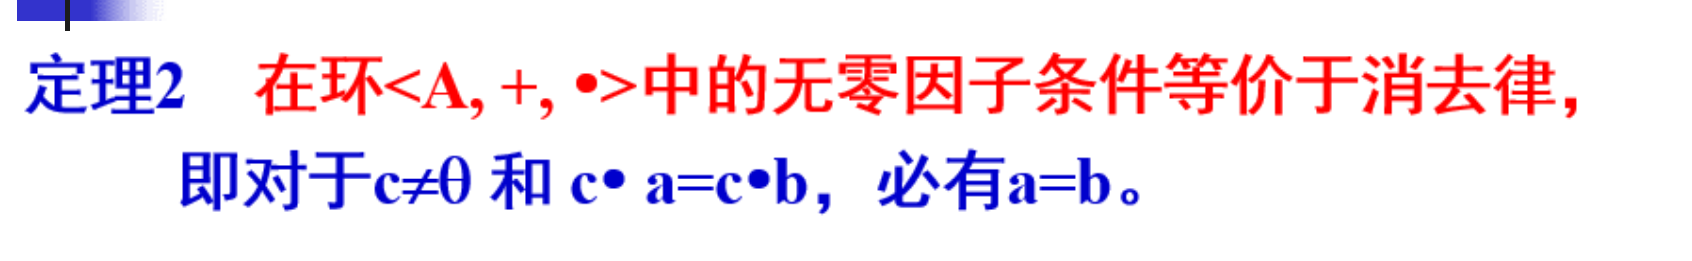 定理2 在环<A, +, •>中的无零因子条件等价于消去律,
即对于c≠θ 和 c• a=c•b，必有a=b。